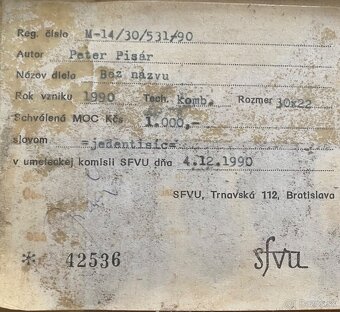 Reg. číslo M-14/30/531/90
Autor Peter Pisár
Názov diela Bez názvu
Rok vzniku 1990 Tech. komb. Rozmer 30x22
Schválená MOC Kčs 1.000,-
slovom =jedentisíc=
v umeleckej komisii SFVU dňa 4.12.1990
SFVU, Trnavská 112, Bratislava
* 42536
sfvu